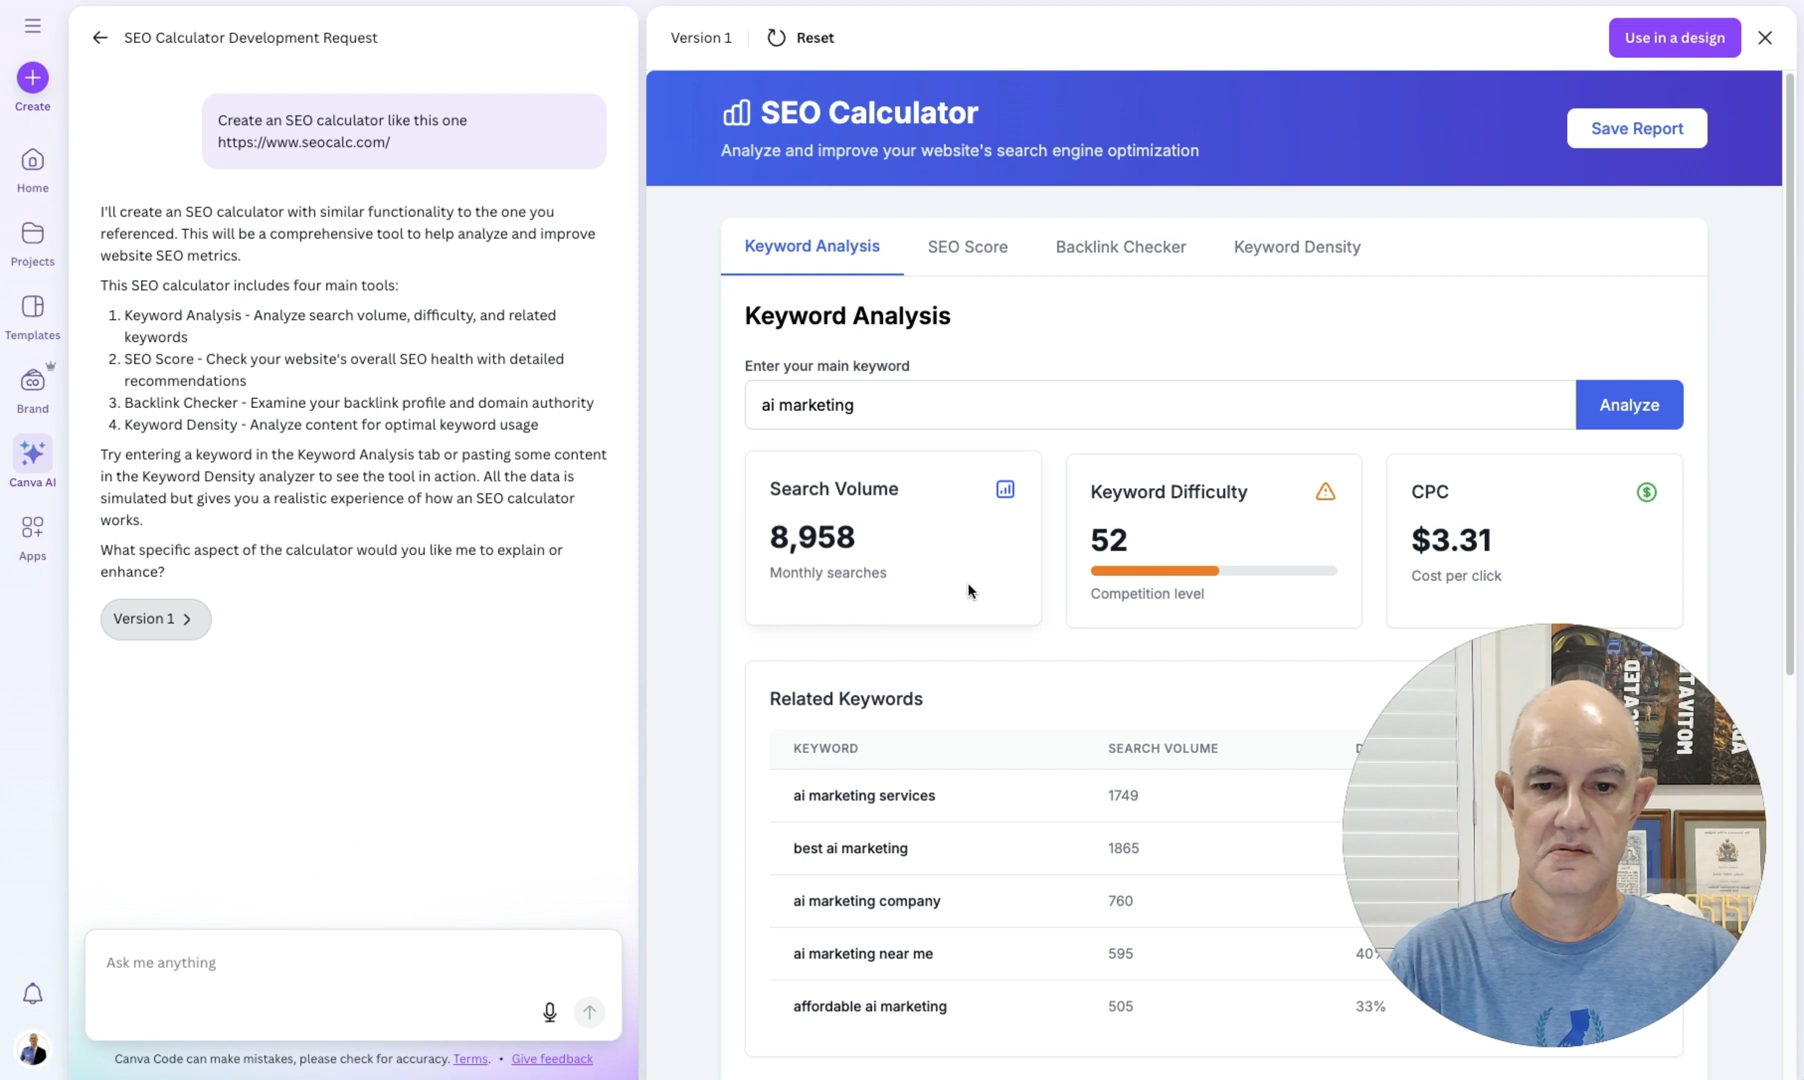 SEO Calculator Development Request
Create
Home
Projects
Templates
Brand
Canva AI
Apps
Create an SEO calculator like this one
https://www.seocalc.com/
I'll create an SEO calculator with similar functionality to the one you
referenced. This will be a comprehensive tool to help analyze and improve
website SEO metrics.
This SEO calculator includes four main tools:
1. Keyword Analysis - Analyze search volume, difficulty, and related
keywords
2. SEO Score - Check your website's overall SEO health with detailed
recommendations
3. Backlink Checker - Examine your backlink profile and domain authority
4. Keyword Density - Analyze content for optimal keyword usage
Try entering a keyword in the Keyword Analysis tab or pasting some content
in the Keyword Density analyzer to see the tool in action. All the data is
simulated but gives you a realistic experience of how an SEO calculator
works.
What specific aspect of the calculator would you like me to explain or
enhance?
Version 1
Ask me anything
Canva Code can make mistakes, please check for accuracy. Terms. • Give feedback
Version 1
Reset
Use in a design
SEO Calculator
Analyze and improve your website's search engine optimization
Save Report
Keyword Analysis SEO Score Backlink Checker Keyword Density
Keyword Analysis
Enter your main keyword
ai marketing
Analyze
Search Volume
8,958
Monthly searches
Keyword Difficulty
52
Competition level
CPC
$3.31
Cost per click
Related Keywords
KEYWORD SEARCH VOLUME
ai marketing services 1749
best ai marketing 1865
ai marketing company 760
ai marketing near me 595
affordable ai marketing 505 33%